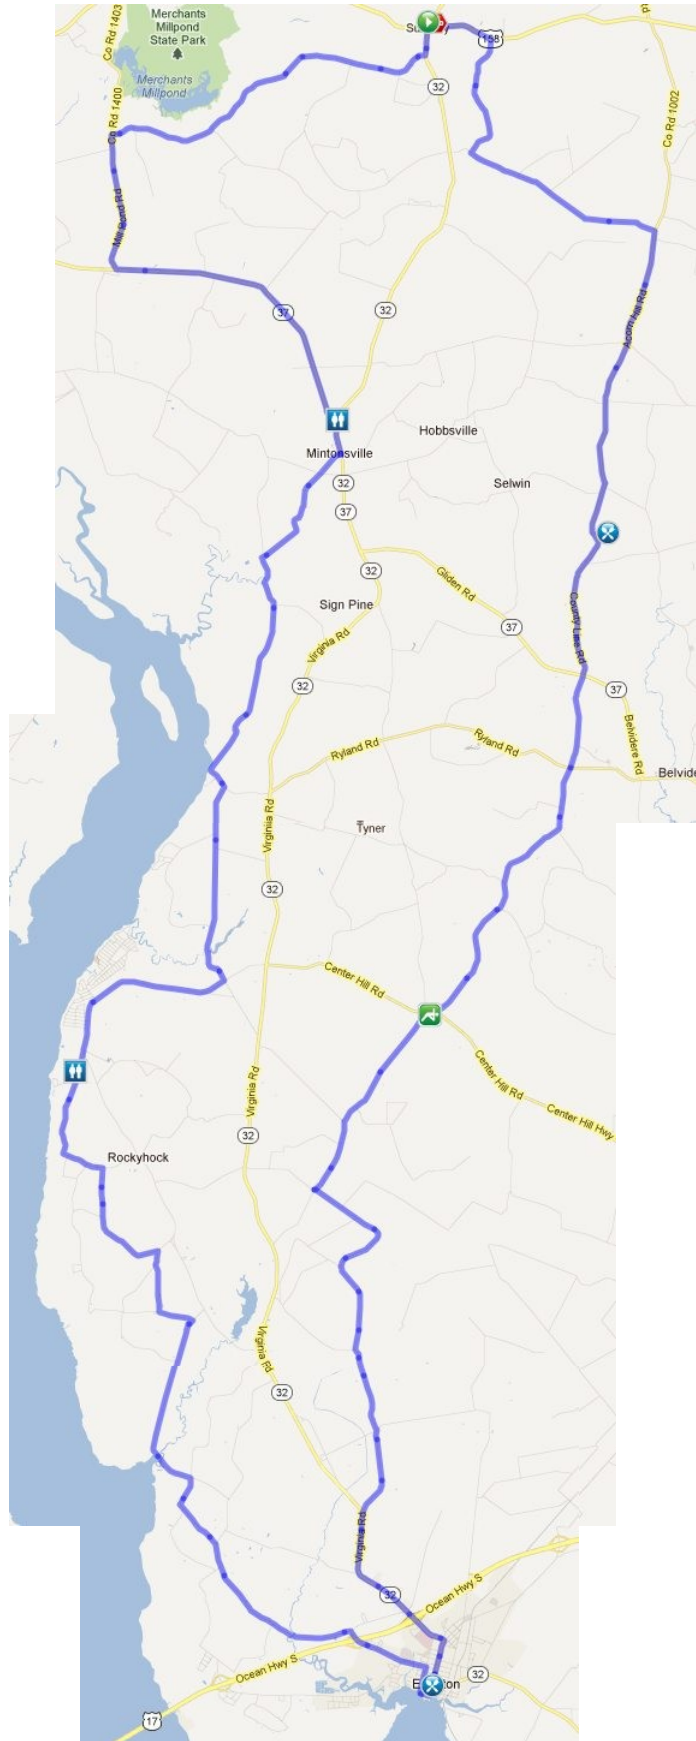 Merchants
Millpond
State Park
Co Rd 1403
Merchants
Millpond
Co Rd 1400
158
32
Co Rd 1002
Mill Pond Rd
37
32
Acorn Hill Rd
Hobbsville
Mintonsville
32
Selwin
37
32
Gliden Rd
Sign Pine
County Line Rd
37
Virginia Rd
32
37
Belvidere Rd
Ryland Rd
Ryland Rd
Belvide
Virginia Rd
Tyner
32
Center Hill Rd
Center Hill Rd
Virginia Rd
Center Hill Hwy
32
Rockyhock
Virginia Rd
32
Virginia Rd
32
Ocean Hwy S
Ocean Hwy S
32
17